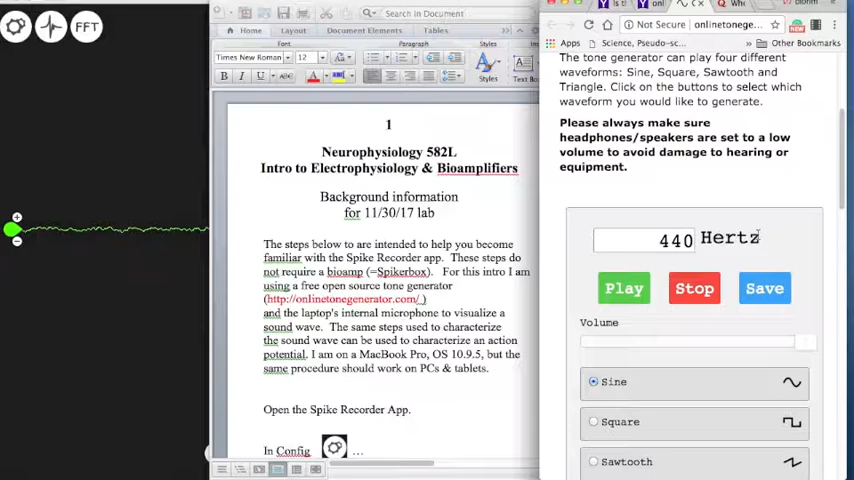 FFT
Search in Document
Home
Layout
Document Elements
Font
Paragraph
Styles
Times New Roman
B I U ABC
A
ABC
Styles
Text Box
1
Neurophysiology 582L
Intro to Electrophysiology & Bioamplifiers
Background information
for 11/30/17 lab
The steps below to are intended to help you become
familiar with the Spike Recorder app. These steps do
not require a bioamp (=Spikerbox). For this intro I am
using a free open source tone generator
(http://onlinetonegenerator.com/ )
and the laptop's internal microphone to visualize a
sound wave. The same steps used to characterize
the sound wave can be used to characterize an action
potential. I am on a MacBook Pro, OS 10.9.5, but the
same procedure should work on PCs & tablets.
Open the Spike Recorder App.
In Config ...
Not Secure onlinetonege
Apps Science, Pseudo-sc... Other Bookmarks
The tone generator can play four different
waveforms: Sine, Square, Sawtooth and
Triangle. Click on the buttons to select which
waveform you would like to generate.
Please always make sure
headphones/speakers are set to a low
volume to avoid damage to hearing or
equipment.
440 Hertz
Play Stop Save
Volume
Sine
Square
Sawtooth